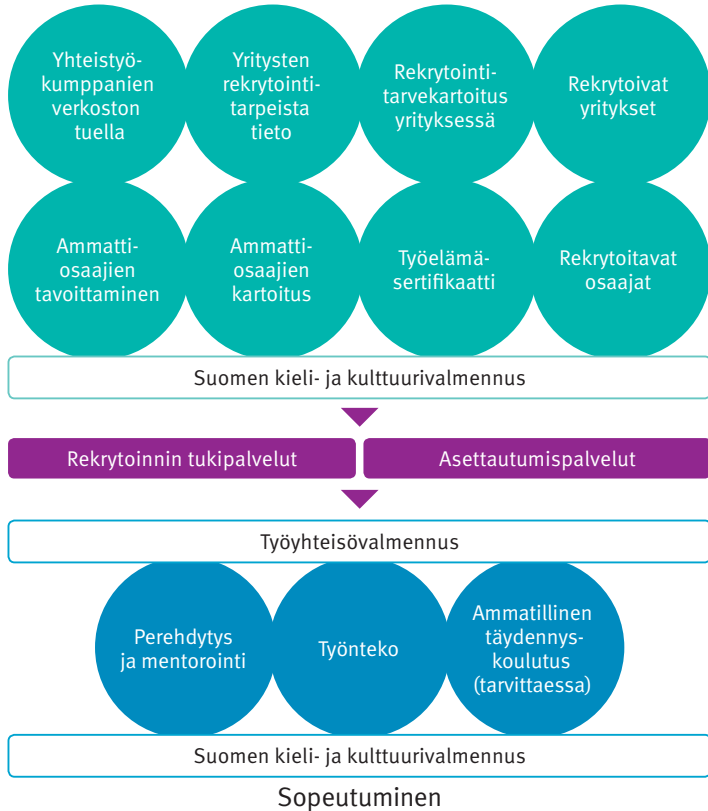 Yhteistyö-
kumppanien
verkoston
tuella
Yritysten
rekrytointi-
tarpeista
tieto
Rekrytointi-
tarvekartoitus
yrityksessä
Rekrytoivat
yritykset
Ammatti-
osaajien
tavoittaminen
Ammatti-
osaajien
kartoitus
Työelämä-
sertifikaatti
Rekrytoitavat
osaajat
Suomen kieli- ja kulttuurivalmennus
Rekrytoinnin tukipalvelut
Asettautumispalvelut
Työyhteisövalmennus
Perehdytys
ja mentorointi
Työnteko
Ammatillinen
täydennys-
koulutus
(tarvittaessa)
Suomen kieli- ja kulttuurivalmennus
Sopeutuminen